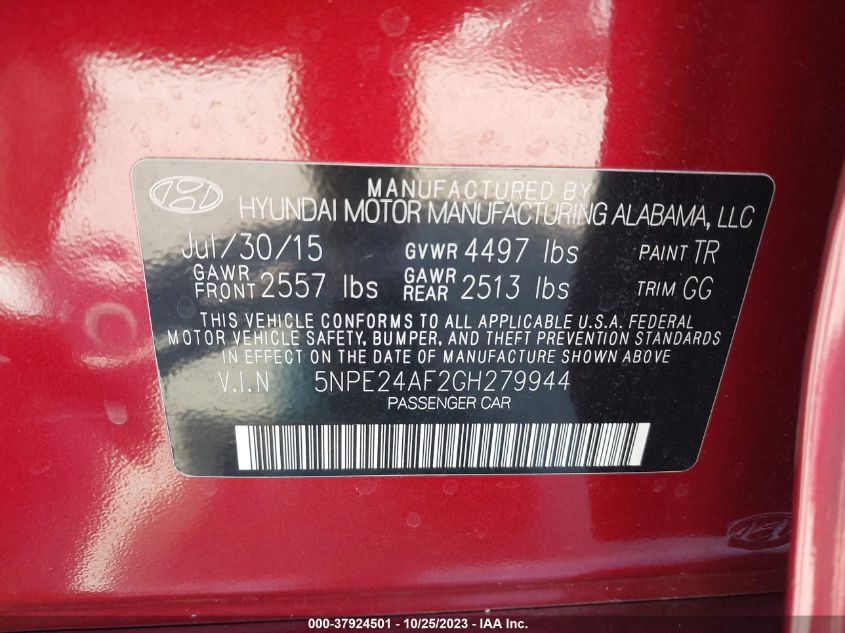 MANUFACTURED BY
HYUNDAI MOTOR MANUFACTURING ALABAMA, LLC
Jul/30/15 GVWR 4497 lbs PAINT TR
GAWR FRONT 2557 lbs GAWR REAR 2513 lbs TRIM GG
THIS VEHICLE CONFORMS TO ALL APPLICABLE U.S.A. FEDERAL
MOTOR VEHICLE SAFETY, BUMPER, AND THEFT PREVENTION STANDARDS
IN EFFECT ON THE DATE OF MANUFACTURE SHOWN ABOVE
V.I.N 5NPE24AF2GH279944
PASSENGER CAR
000-37924501 - 10/25/2023 - IAA, Inc.